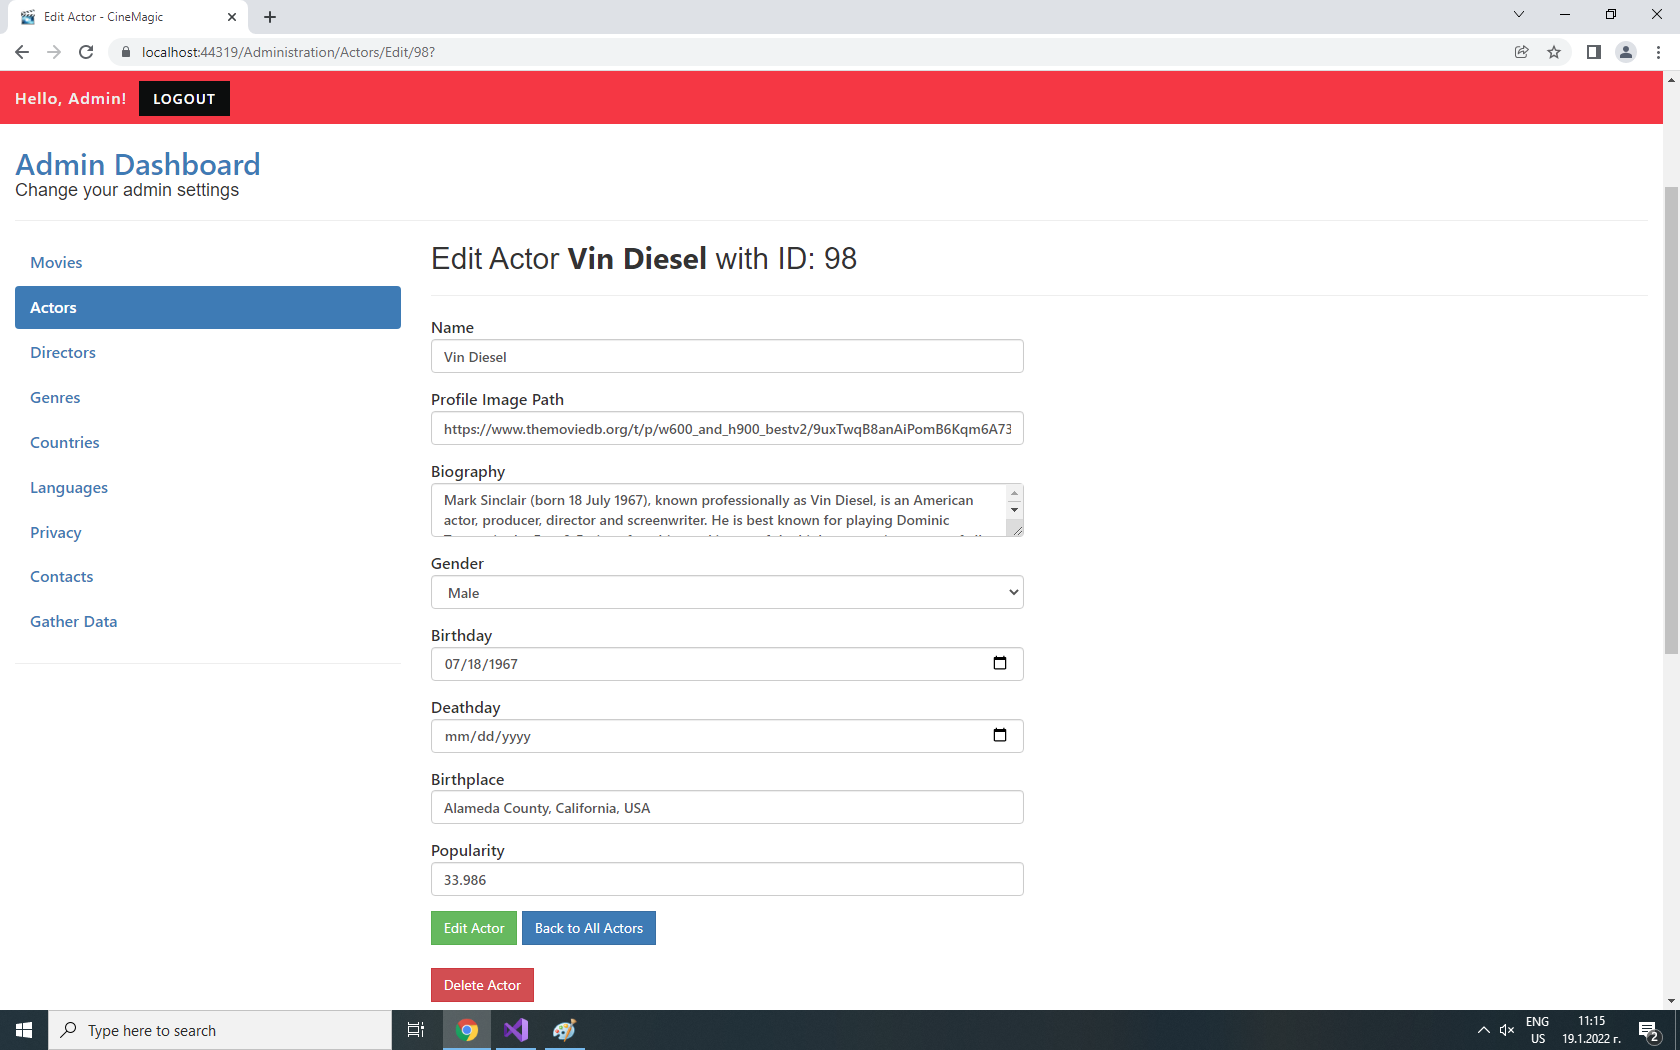 Edit Actor - CineMagic
localhost:44319/Administration/Actors/Edit/98?
Hello, Admin! LOGOUT
Admin Dashboard
Change your admin settings
Movies
Actors
Directors
Genres
Countries
Languages
Privacy
Contacts
Gather Data
Edit Actor Vin Diesel with ID: 98
Name
Vin Diesel
Profile Image Path
https://www.themoviedb.org/t/p/w600_and_h900_bestv2/9uxTwqB8anAiPomB6Kqm6A73
Biography
Mark Sinclair (born 18 July 1967), known professionally as Vin Diesel, is an American
actor, producer, director and screenwriter. He is best known for playing Dominic
Gender
Male
Birthday
07/18/1967
Deathday
mm/dd/yyyy
Birthplace
Alameda County, California, USA
Popularity
33.986
Edit Actor Back to All Actors
Delete Actor
Type here to search
ENG
US
11:15
19.1.2022 г.
2